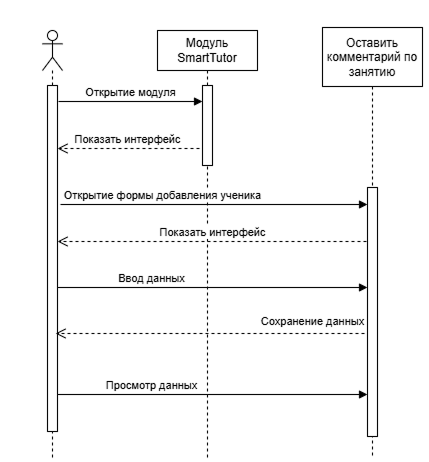 Модуль
SmartTutor
Оставить
комментарий по
занятию
Открытие модуля
Показать интерфейс
Открытие формы добавления ученика
Показать интерфейс
Ввод данных
Сохранение данных
Просмотр данных